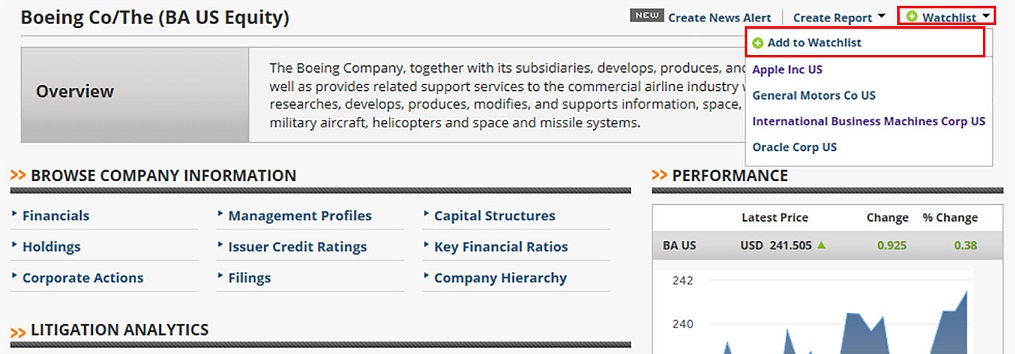 Boeing Co/The (BA US Equity)
NEW Create News Alert Create Report Watchlist
Add to Watchlist
Apple Inc US
General Motors Co US
International Business Machines Corp US
Oracle Corp US
Overview
The Boeing Company, together with its subsidiaries, develops, produces,
well as provides related support services to the commercial airline industry
researches, develops, produces, modifies, and supports information, space,
military aircraft, helicopters and space and missile systems.
>> BROWSE COMPANY INFORMATION
Financials Management Profiles Capital Structures
Holdings Issuer Credit Ratings Key Financial Ratios
Corporate Actions Filings Company Hierarchy
>> LITIGATION ANALYTICS
>> PERFORMANCE
Latest Price Change % Change
BA US USD 241.505 0.925 0.38
242
240